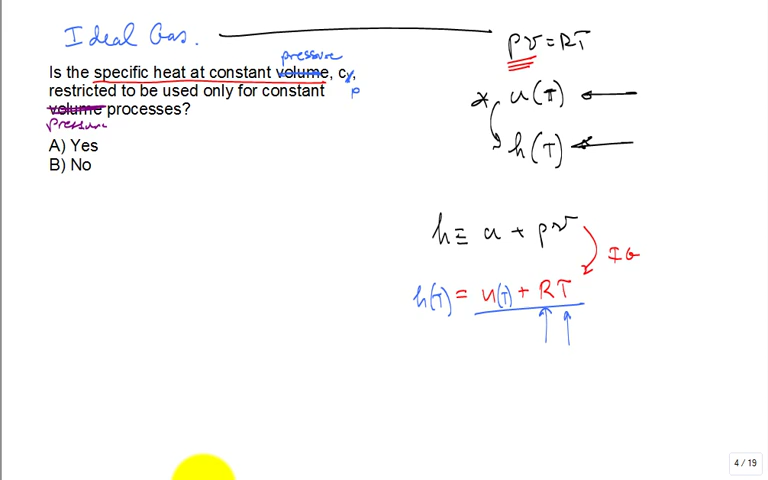 Ideal Gas.
pv=RT
pressure
Is the specific heat at constant volume, cv,
p
restricted to be used only for constant
volume processes?
pressure
A) Yes
B) No
* u(T)
h(T)
h ≡ u + pv
IG
h(T) = u(T) + RT
4 / 19